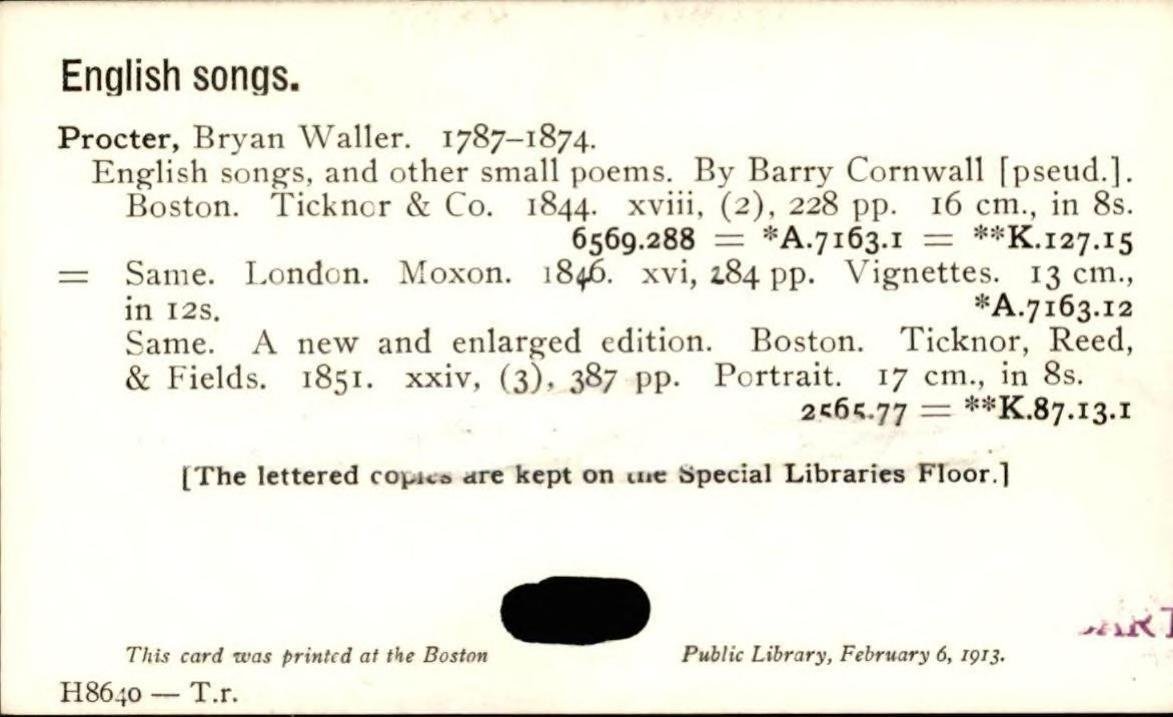 English songs.
Procter, Bryan Waller. 1787–1874.
English songs, and other small poems. By Barry Cornwall [pseud.].
Boston. Ticknor & Co. 1844. xviii, (2), 228 pp. 16 cm., in 8s.
6569.288 = *A.7163.1 = **K.127.15
= Same. London. Moxon. 1846. xvi, 284 pp. Vignettes. 13 cm.,
in 12s. *A.7163.12
Same. A new and enlarged edition. Boston. Ticknor, Reed,
& Fields. 1851. xxiv, (3), 387 pp. Portrait. 17 cm., in 8s.
2565.77 = **K.87.13.1
[The lettered copies are kept on the Special Libraries Floor.]
This card was printed at the Boston Public Library, February 6, 1913.
H8640 — T.r.